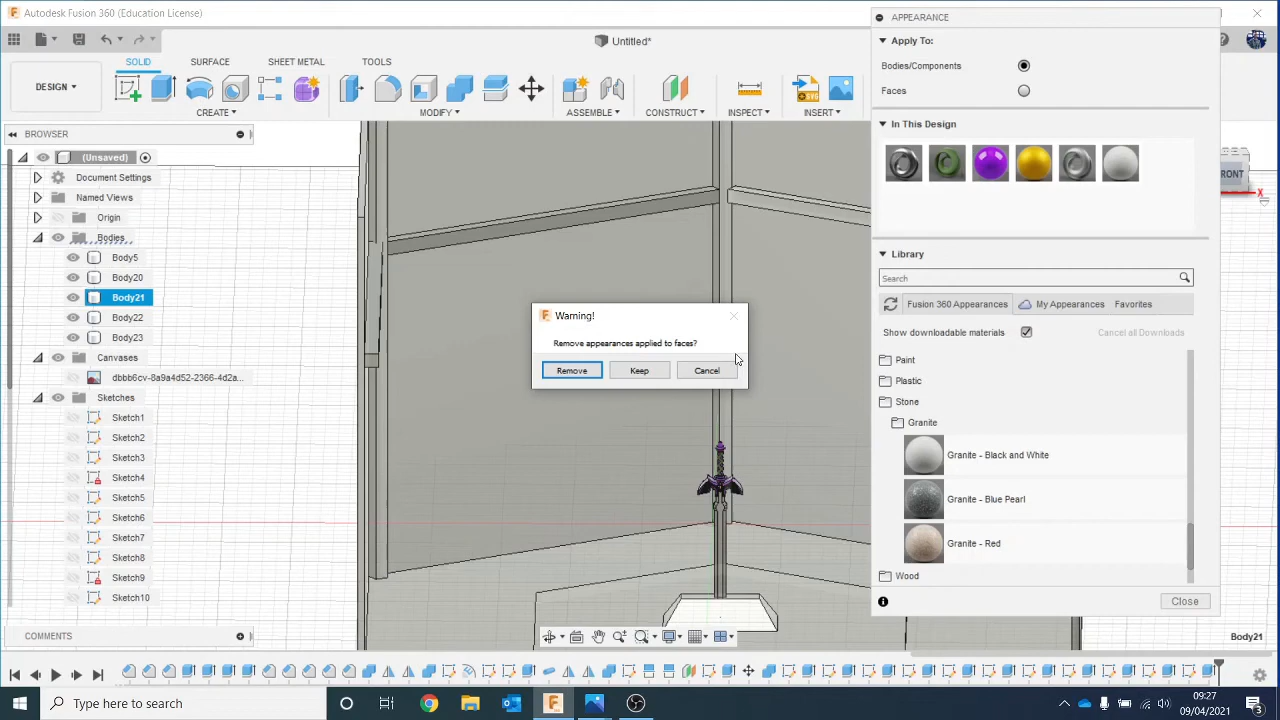 Autodesk Fusion 360 (Education License)
Untitled*
DESIGN
SOLID
SURFACE
SHEET METAL
TOOLS
CREATE
MODIFY
ASSEMBLE
CONSTRUCT
INSPECT
INSERT
BROWSER
(Unsaved)
Document Settings
Named Views
Origin
Bodies
Body5
Body20
Body21
Body22
Body23
Canvases
dbbb6cv-8a9a4d52-2366-4d2a...
Sketches
Sketch1
Sketch2
Sketch3
Sketch4
Sketch5
Sketch6
Sketch7
Sketch8
Sketch9
Sketch10
COMMENTS
Warning!
Remove appearances applied to faces?
Remove
Keep
Cancel
APPEARANCE
Apply To:
Bodies/Components
Faces
In This Design
Library
Search
Fusion 360 Appearances
My Appearances
Favorites
Show downloadable materials
Cancel all Downloads
Paint
Plastic
Stone
Granite
Granite - Black and White
Granite - Blue Pearl
Granite - Red
Wood
Close
RONT
X
Body21
Type here to search
09:27
09/04/2021
3